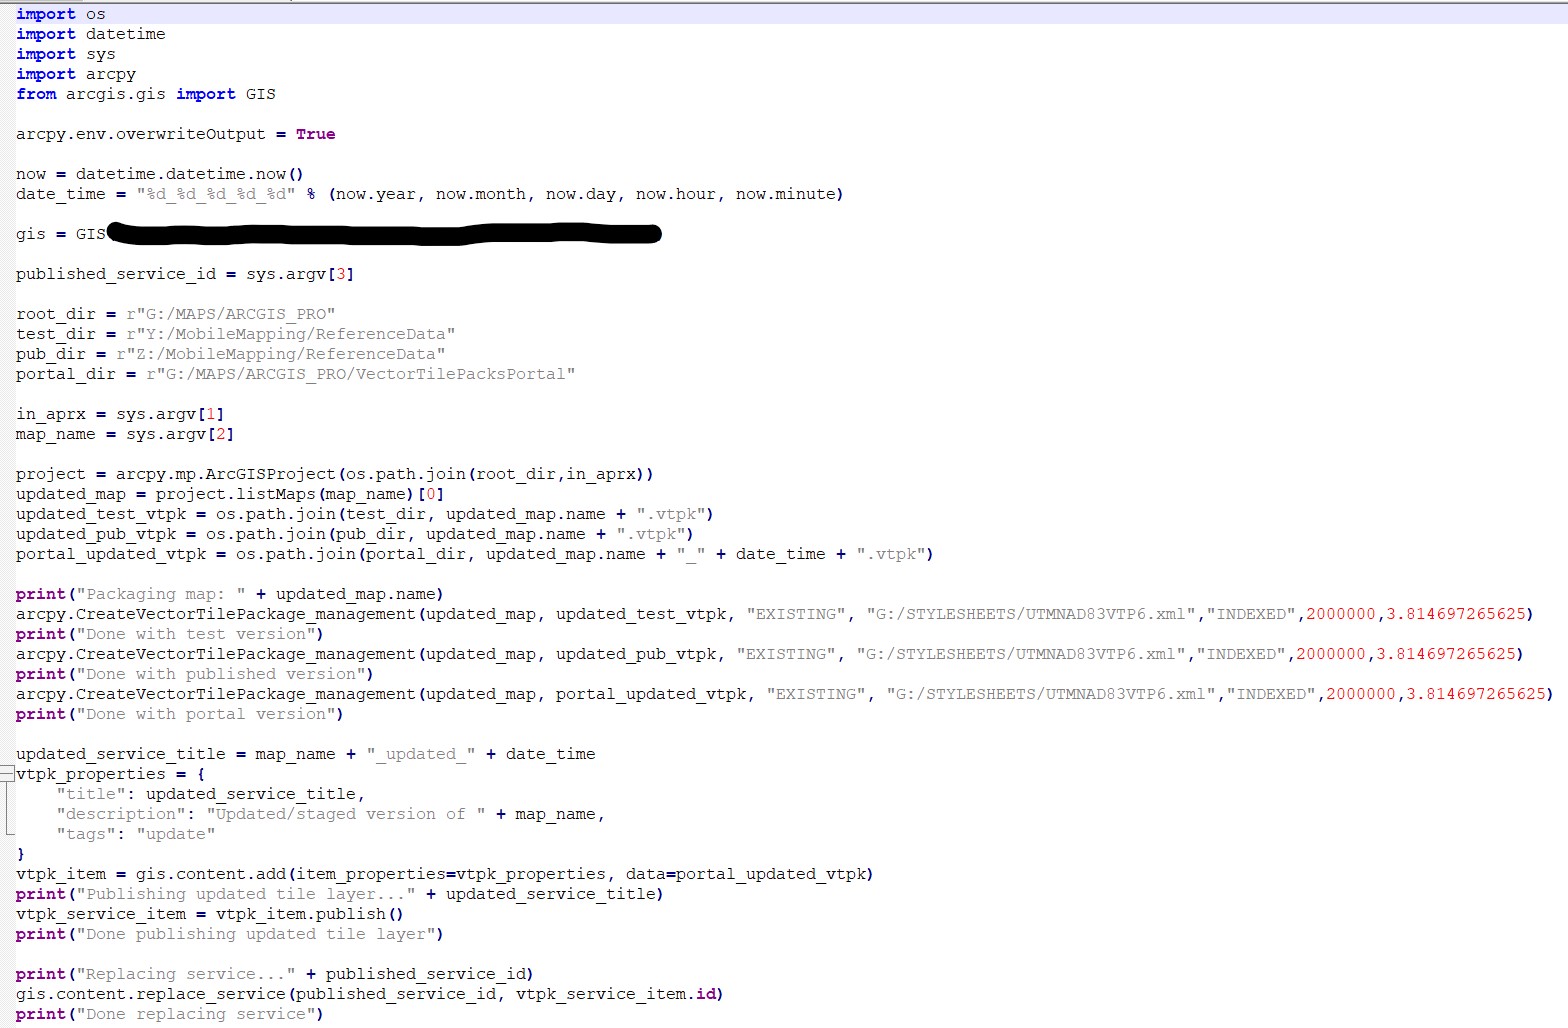 import os
import datetime
import sys
import arcpy
from arcgis.gis import GIS
arcpy.env.overwriteOutput = True
now = datetime.datetime.now()
date_time = "%d_%d_%d_%d_%d" % (now.year, now.month, now.day, now.hour, now.minute)
gis = GIS
published_service_id = sys.argv[3]
root_dir = r"G:/MAPS/ARCGIS_PRO"
test_dir = r"Y:/MobileMapping/ReferenceData"
pub_dir = r"Z:/MobileMapping/ReferenceData"
portal_dir = r"G:/MAPS/ARCGIS_PRO/VectorTilePacksPortal"
in_aprx = sys.argv[1]
map_name = sys.argv[2]
project = arcpy.mp.ArcGISProject(os.path.join(root_dir,in_aprx))
updated_map = project.listMaps(map_name)[0]
updated_test_vtpk = os.path.join(test_dir, updated_map.name + ".vtpk")
updated_pub_vtpk = os.path.join(pub_dir, updated_map.name + ".vtpk")
portal_updated_vtpk = os.path.join(portal_dir, updated_map.name + "_" + date_time + ".vtpk")
print("Packaging map: " + updated_map.name)
arcpy.CreateVectorTilePackage_management(updated_map, updated_test_vtpk, "EXISTING", "G:/STYLESHEETS/UTMNAD83VTP6.xml","INDEXED",2000000,3.814697265625)
print("Done with test version")
arcpy.CreateVectorTilePackage_management(updated_map, updated_pub_vtpk, "EXISTING", "G:/STYLESHEETS/UTMNAD83VTP6.xml","INDEXED",2000000,3.814697265625)
print("Done with published version")
arcpy.CreateVectorTilePackage_management(updated_map, portal_updated_vtpk, "EXISTING", "G:/STYLESHEETS/UTMNAD83VTP6.xml","INDEXED",2000000,3.814697265625)
print("Done with portal version")
updated_service_title = map_name + "_updated_" + date_time
vtpk_properties = {
    "title": updated_service_title,
    "description": "Updated/staged version of " + map_name,
    "tags": "update"
}
vtpk_item = gis.content.add(item_properties=vtpk_properties, data=portal_updated_vtpk)
print("Publishing updated tile layer..." + updated_service_title)
vtpk_service_item = vtpk_item.publish()
print("Done publishing updated tile layer")
print("Replacing service..." + published_service_id)
gis.content.replace_service(published_service_id, vtpk_service_item.id)
print("Done replacing service")